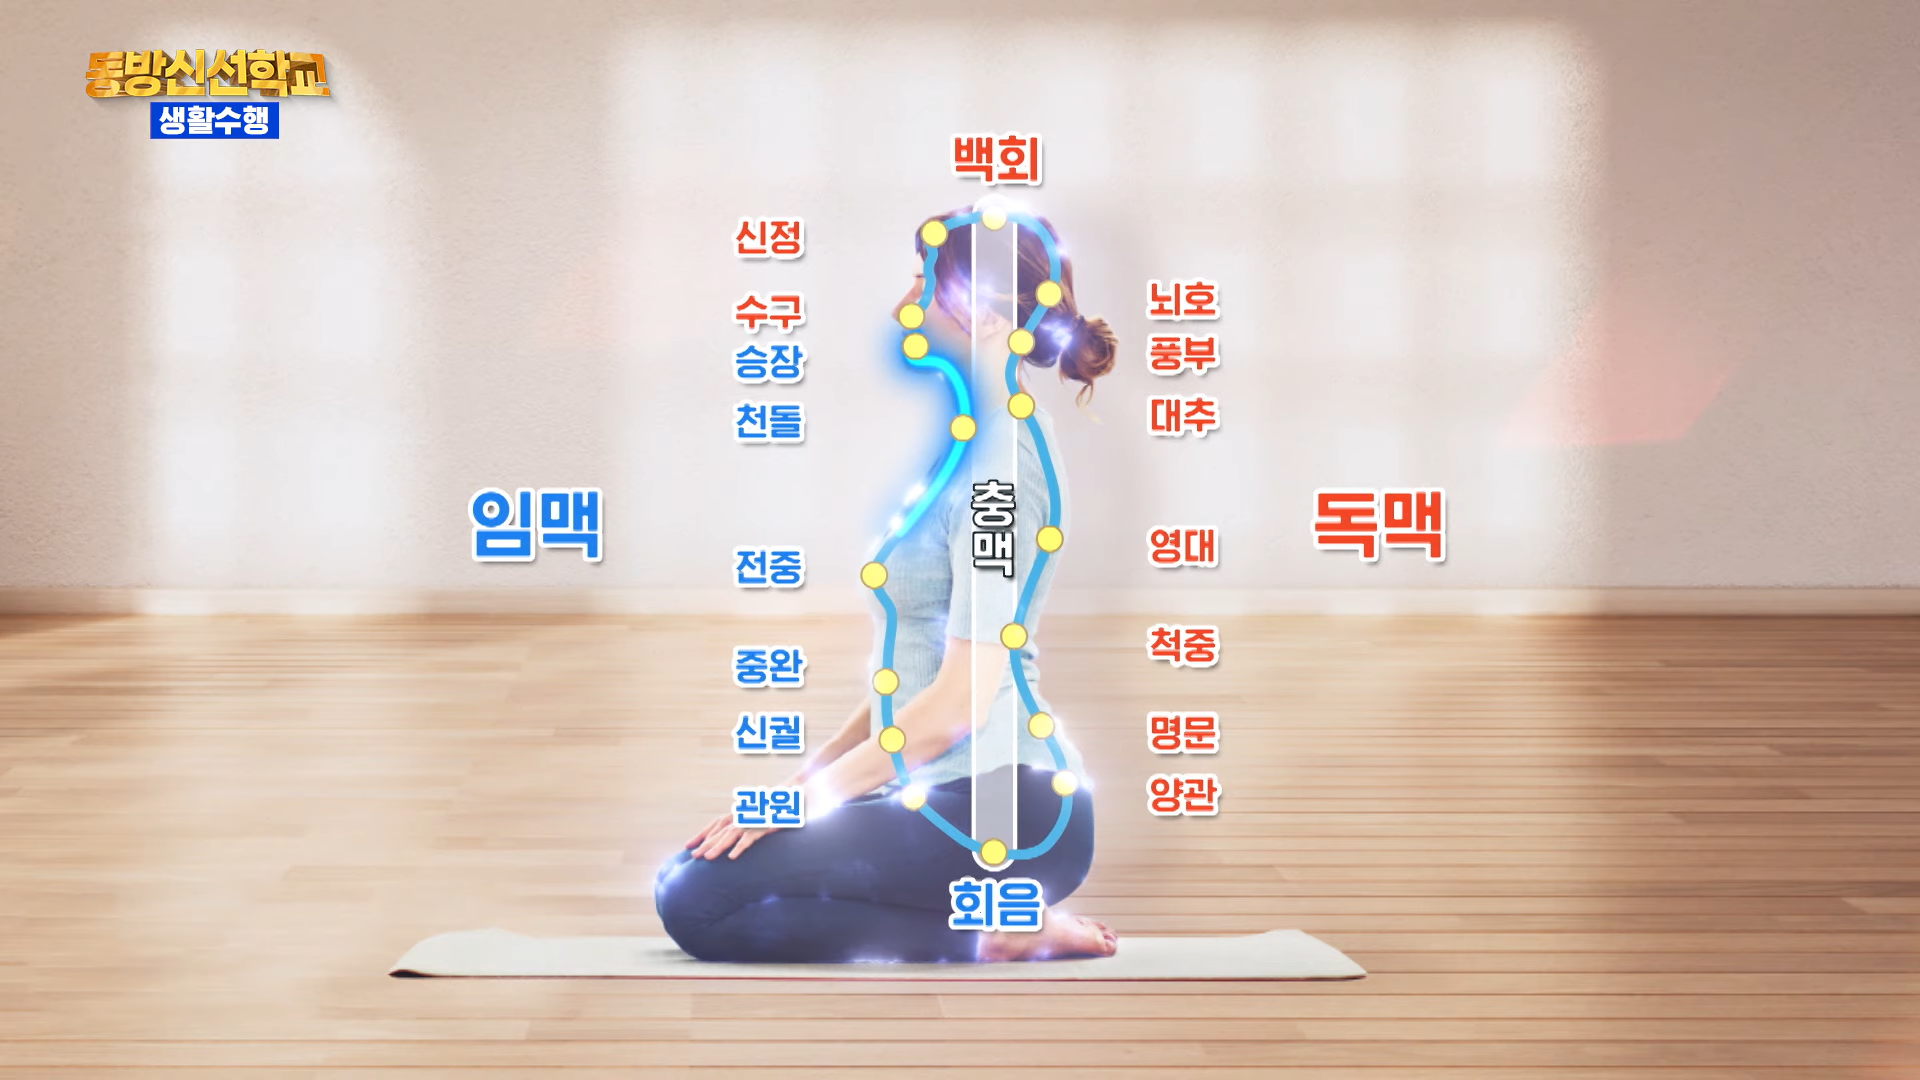 동방신선학교
생활수행
백회
신정
수구
승장
천돌
임맥
전중
중완
신궐
관원
충맥
뇌호
풍부
대추
영대
독맥
척중
명문
양관
회음